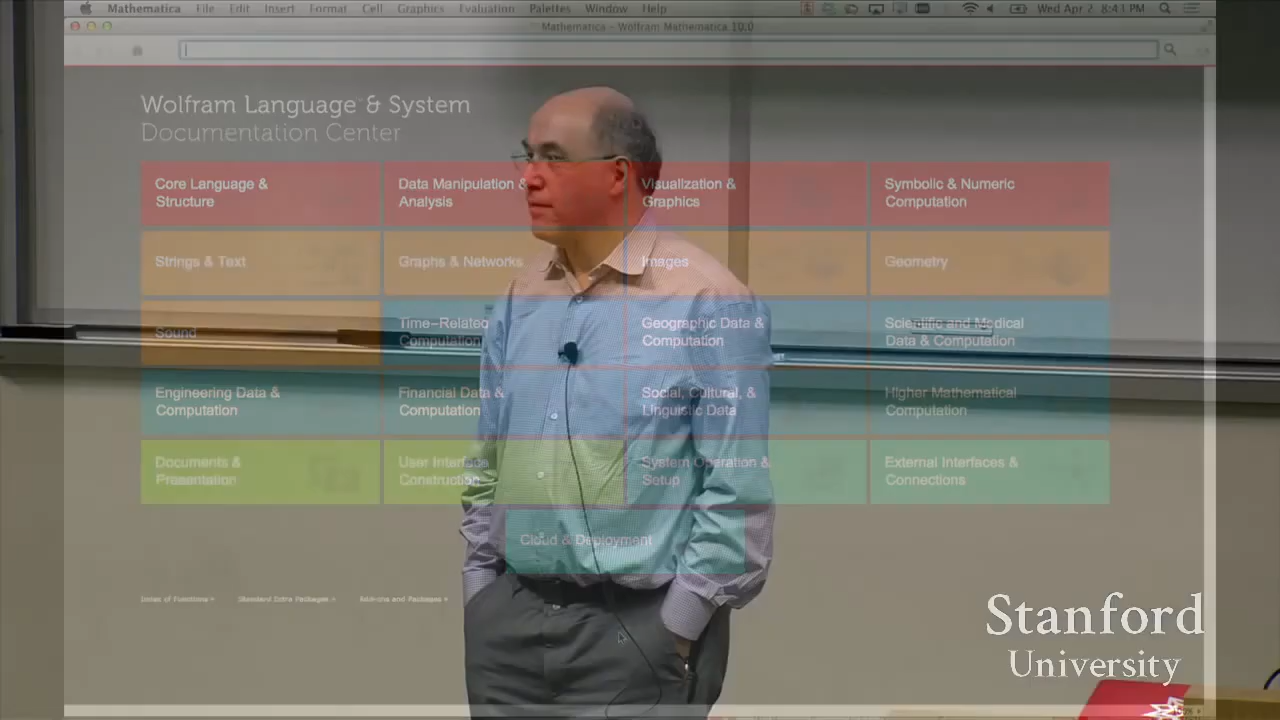 Mathematica File Edit Insert Format Cell Graphics Evaluation Palettes Window Help
Wed Apr 2 8:43 PM
Mathematica - Wolfram Mathematica 10.0
Wolfram Language & System
Documentation Center
Core Language &
Structure
Data Manipulation &
Analysis
Visualization &
Graphics
Symbolic & Numeric
Computation
Strings & Text
Graphs & Networks
Images
Geometry
Sound
Time-Related
Computation
Geographic Data &
Computation
Scientific and Medical
Data & Computation
Engineering Data &
Computation
Financial Data &
Computation
Social, Cultural, &
Linguistic Data
Higher Mathematical
Computation
Documents &
Presentation
User Interface
Construction
System Operation &
Setup
External Interfaces &
Connections
Cloud & Deployment
Index of Functions »
Standard Extra Packages »
Add-ons and Packages »
Stanford
University